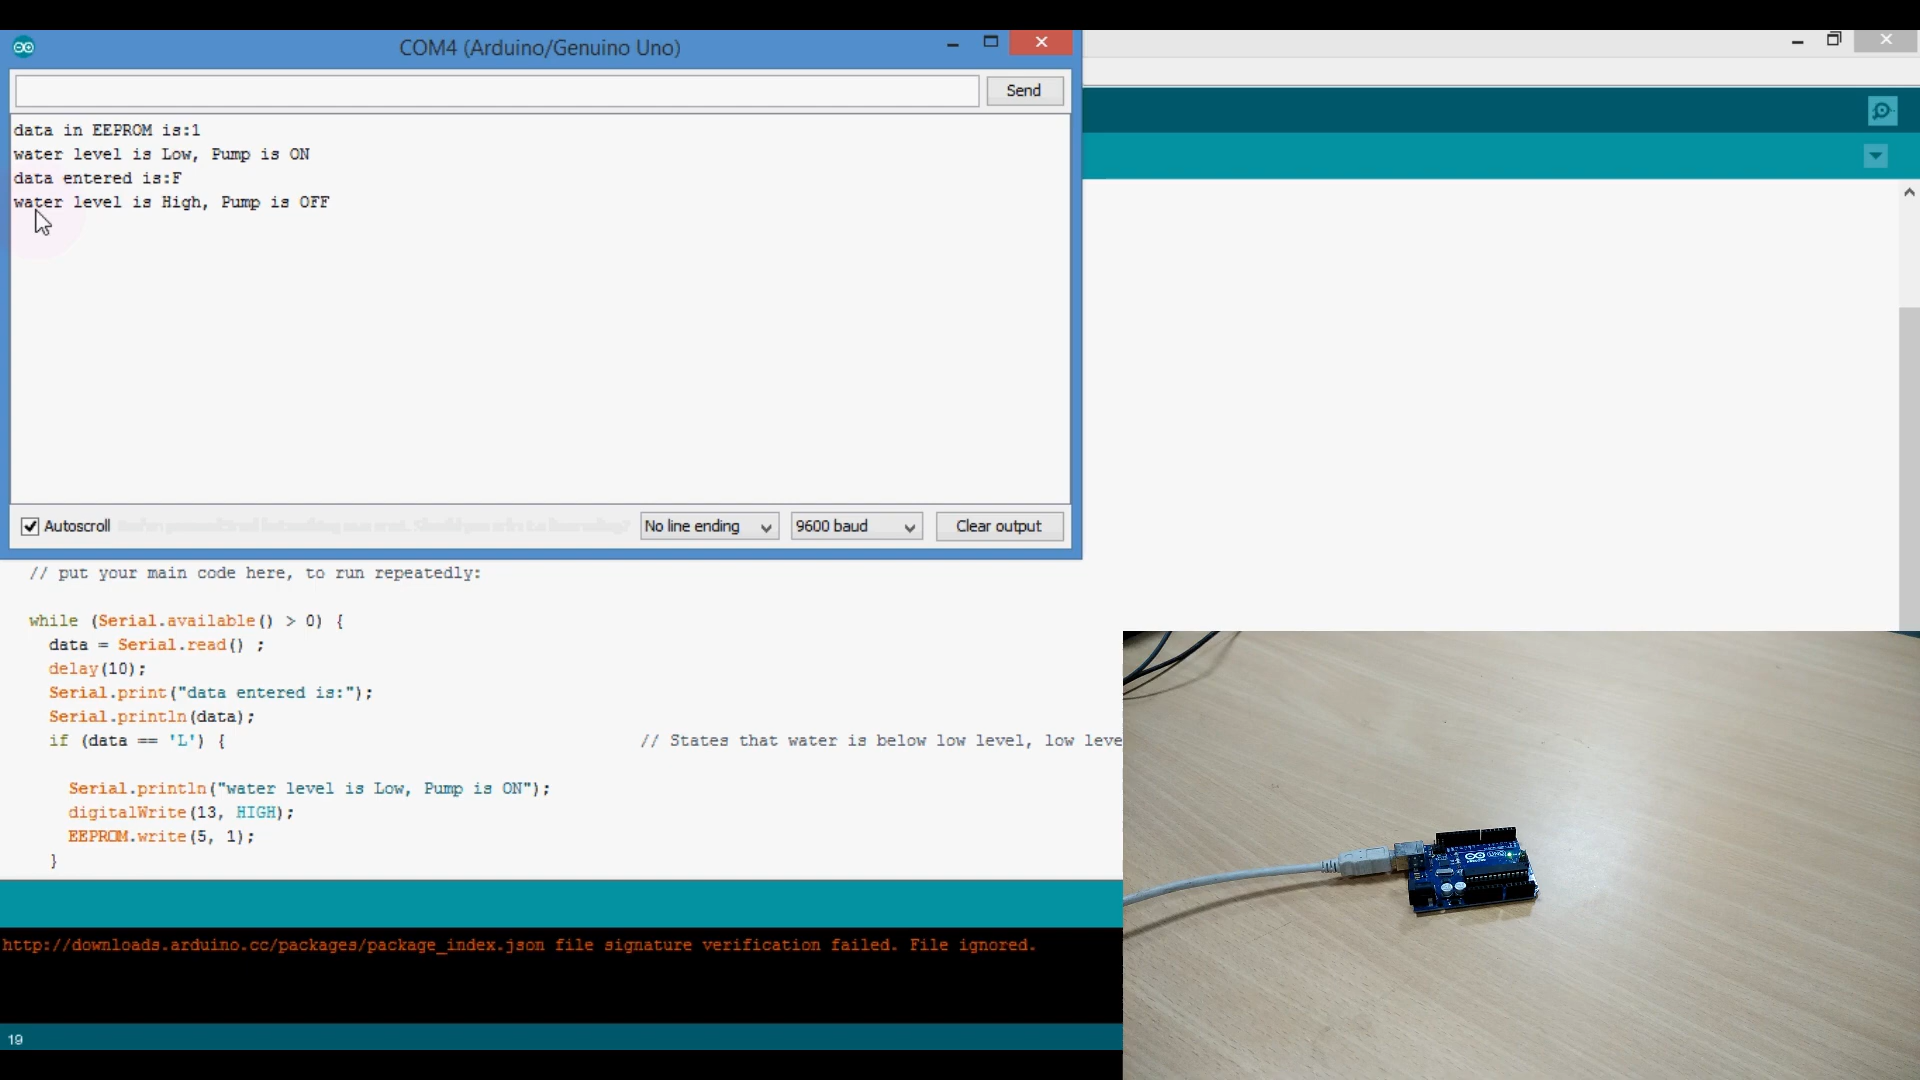 COM4 (Arduino/Genuino Uno)
Send
data in EEPROM is:1
water level is Low, Pump is ON
data entered is:F
water level is High, Pump is OFF
Autoscroll
No line ending
9600 baud
Clear output
// put your main code here, to run repeatedly:
while (Serial.available() > 0) {
data = Serial.read() ;
delay(10);
Serial.print("data entered is:");
Serial.println(data);
if (data == 'L') { // States that water is below low level, low leve
Serial.println("water level is Low, Pump is ON");
digitalWrite(13, HIGH);
EEPROM.write(5, 1);
}
http://downloads.arduino.cc/packages/package_index.json file signature verification failed. File ignored.
19
UNO